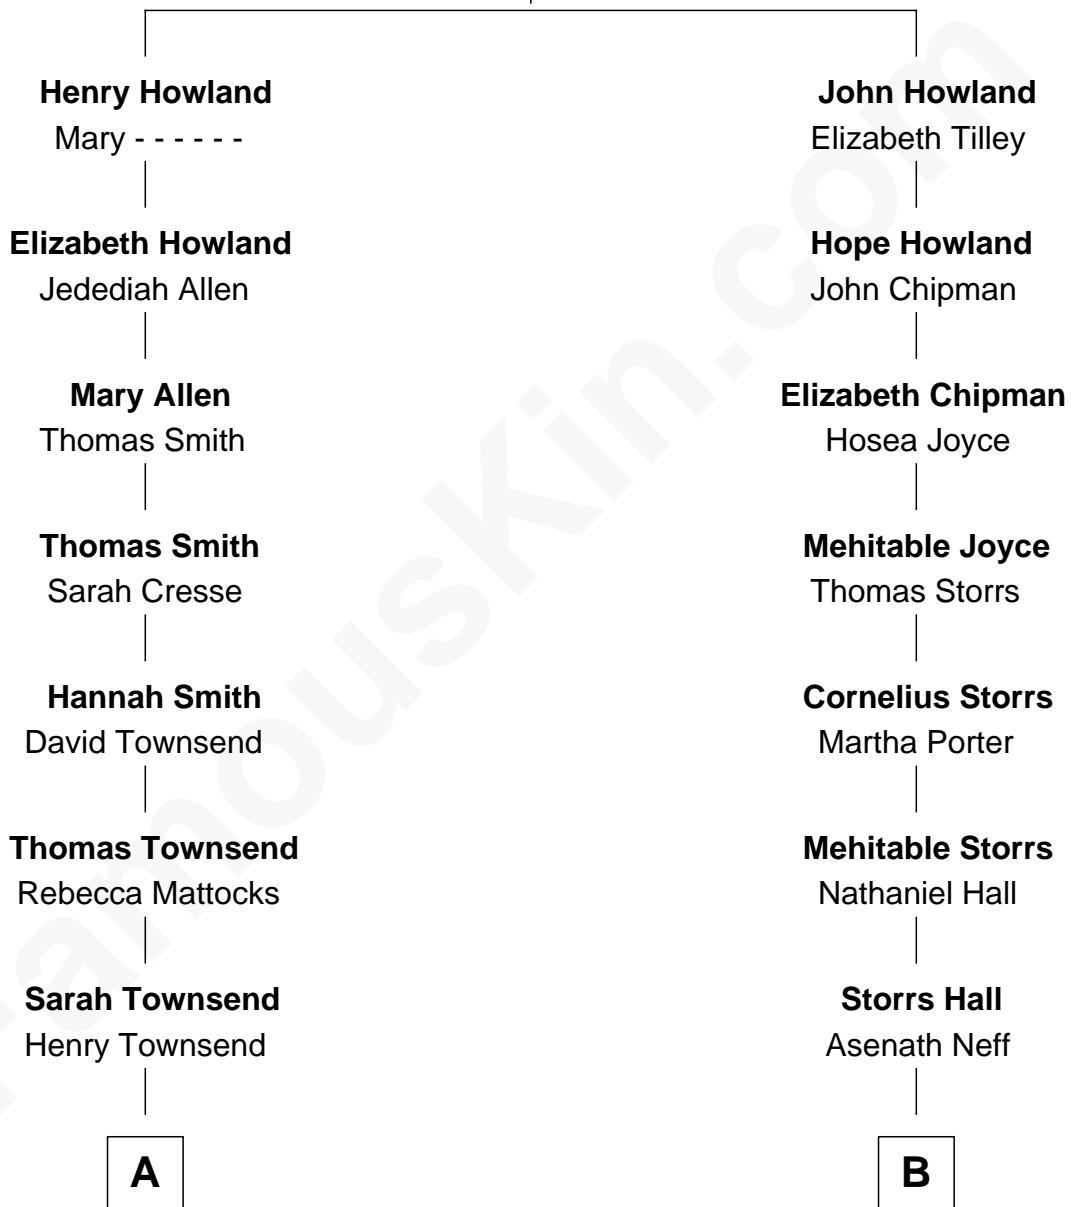 Henry Howland
Mary - - - - - -
Elizabeth Howland
Jedediah Allen
Mary Allen
Thomas Smith
Thomas Smith
Sarah Cresse
Hannah Smith
David Townsend
Thomas Townsend
Rebecca Mattocks
Sarah Townsend
Henry Townsend
A
John Howland
Elizabeth Tilley
Hope Howland
John Chipman
Elizabeth Chipman
Hosea Joyce
Mehitable Joyce
Thomas Storrs
Cornelius Storrs
Martha Porter
Mehitable Storrs
Nathaniel Hall
Storrs Hall
Asenath Neff
B
FamousKin.com